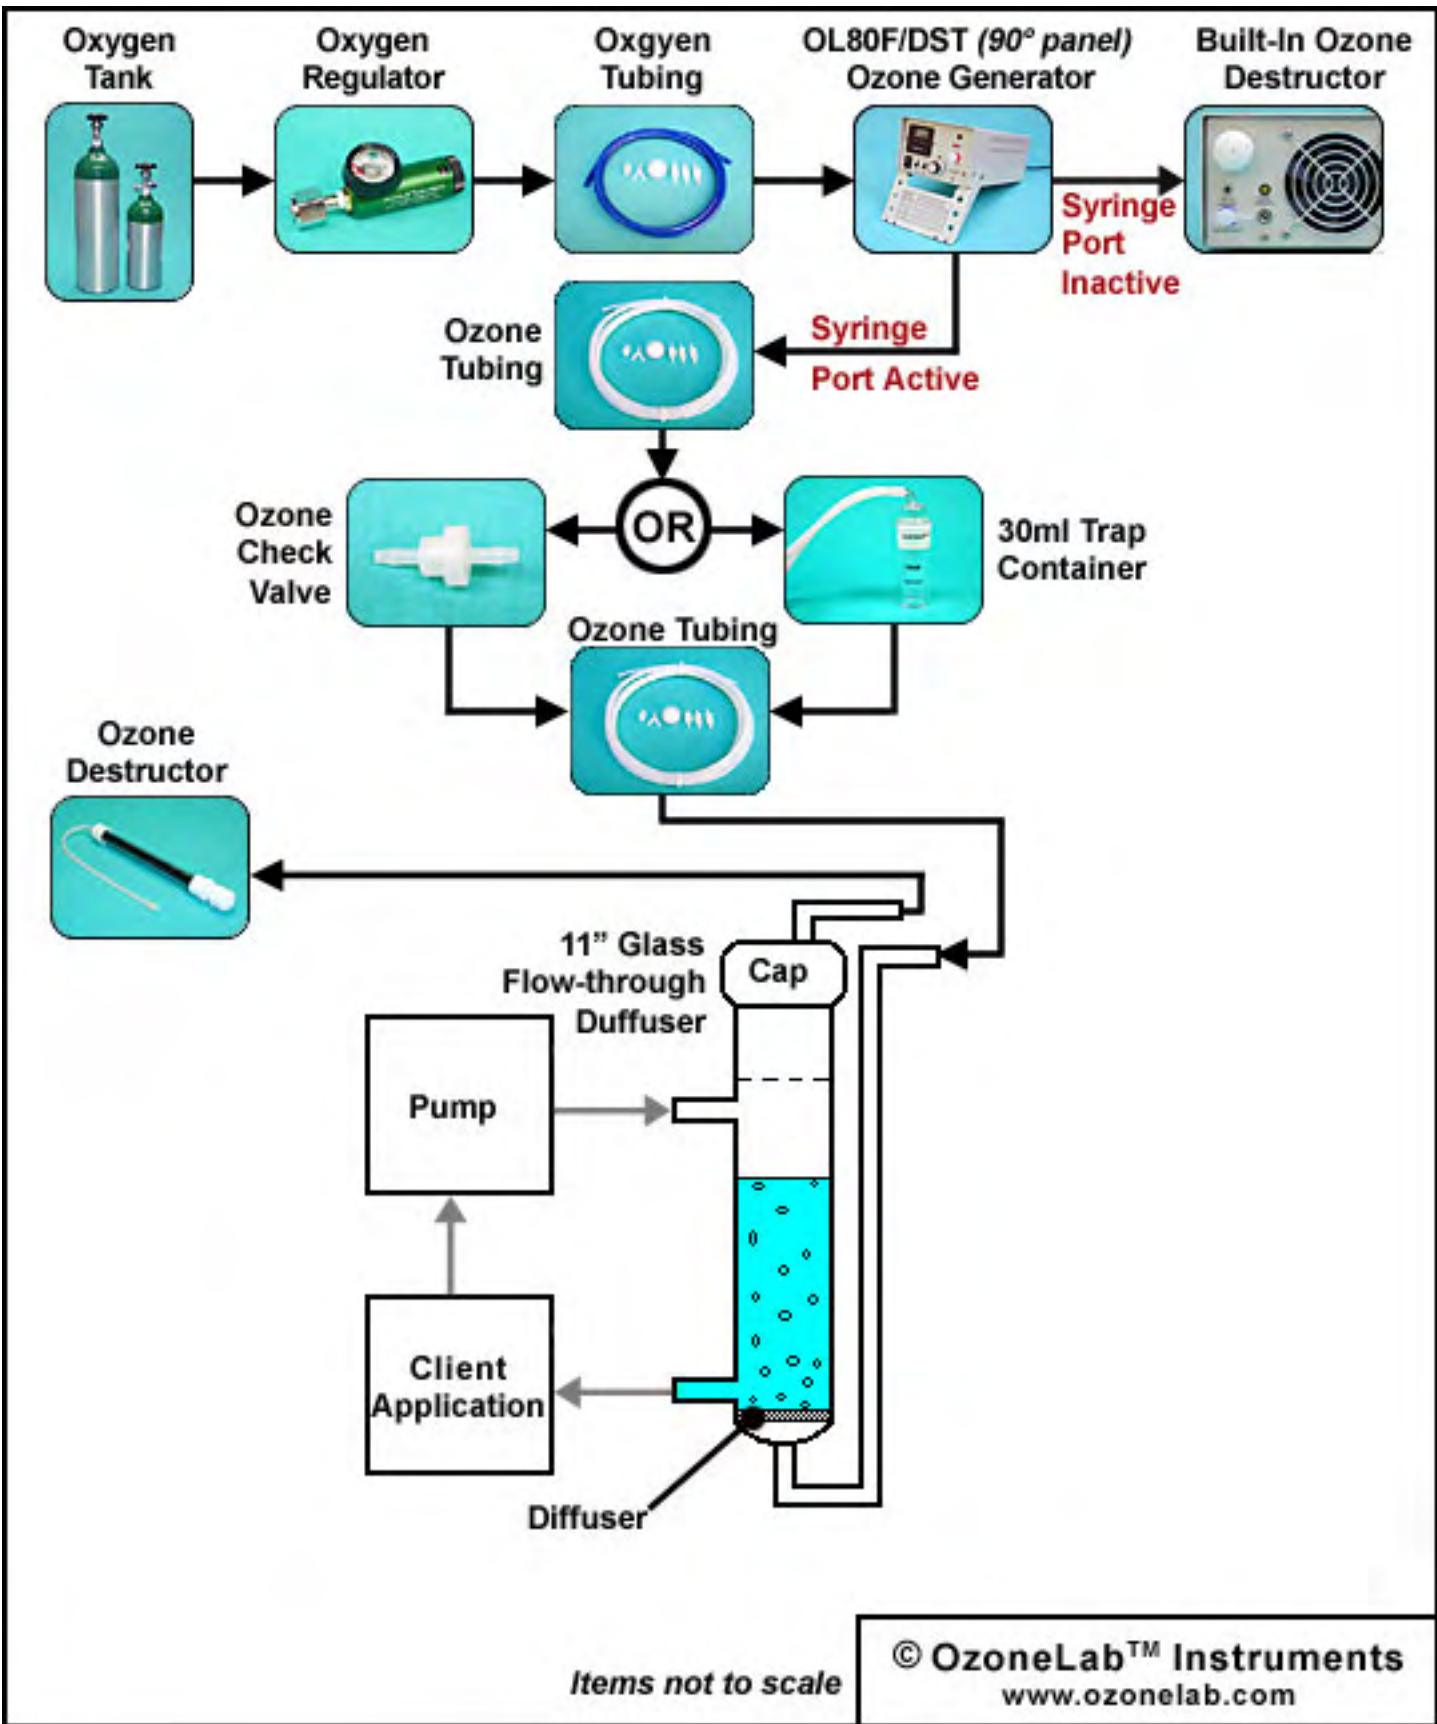 Oxygen
Tank
Oxygen
Regulator
Oxgyen
Tubing
OL80F/DST (90° panel)
Ozone Generator
Built-In Ozone
Destructor
Syringe
Port
Inactive
Ozone
Tubing
Syringe
Port Active
Ozone
Check
Valve
OR
30ml Trap
Container
Ozone Tubing
Ozone
Destructor
11” Glass
Flow-through
Duffuser
Cap
Pump
Client
Application
Diffuser
Items not to scale
© OzoneLab™ Instruments
www.ozonelab.com